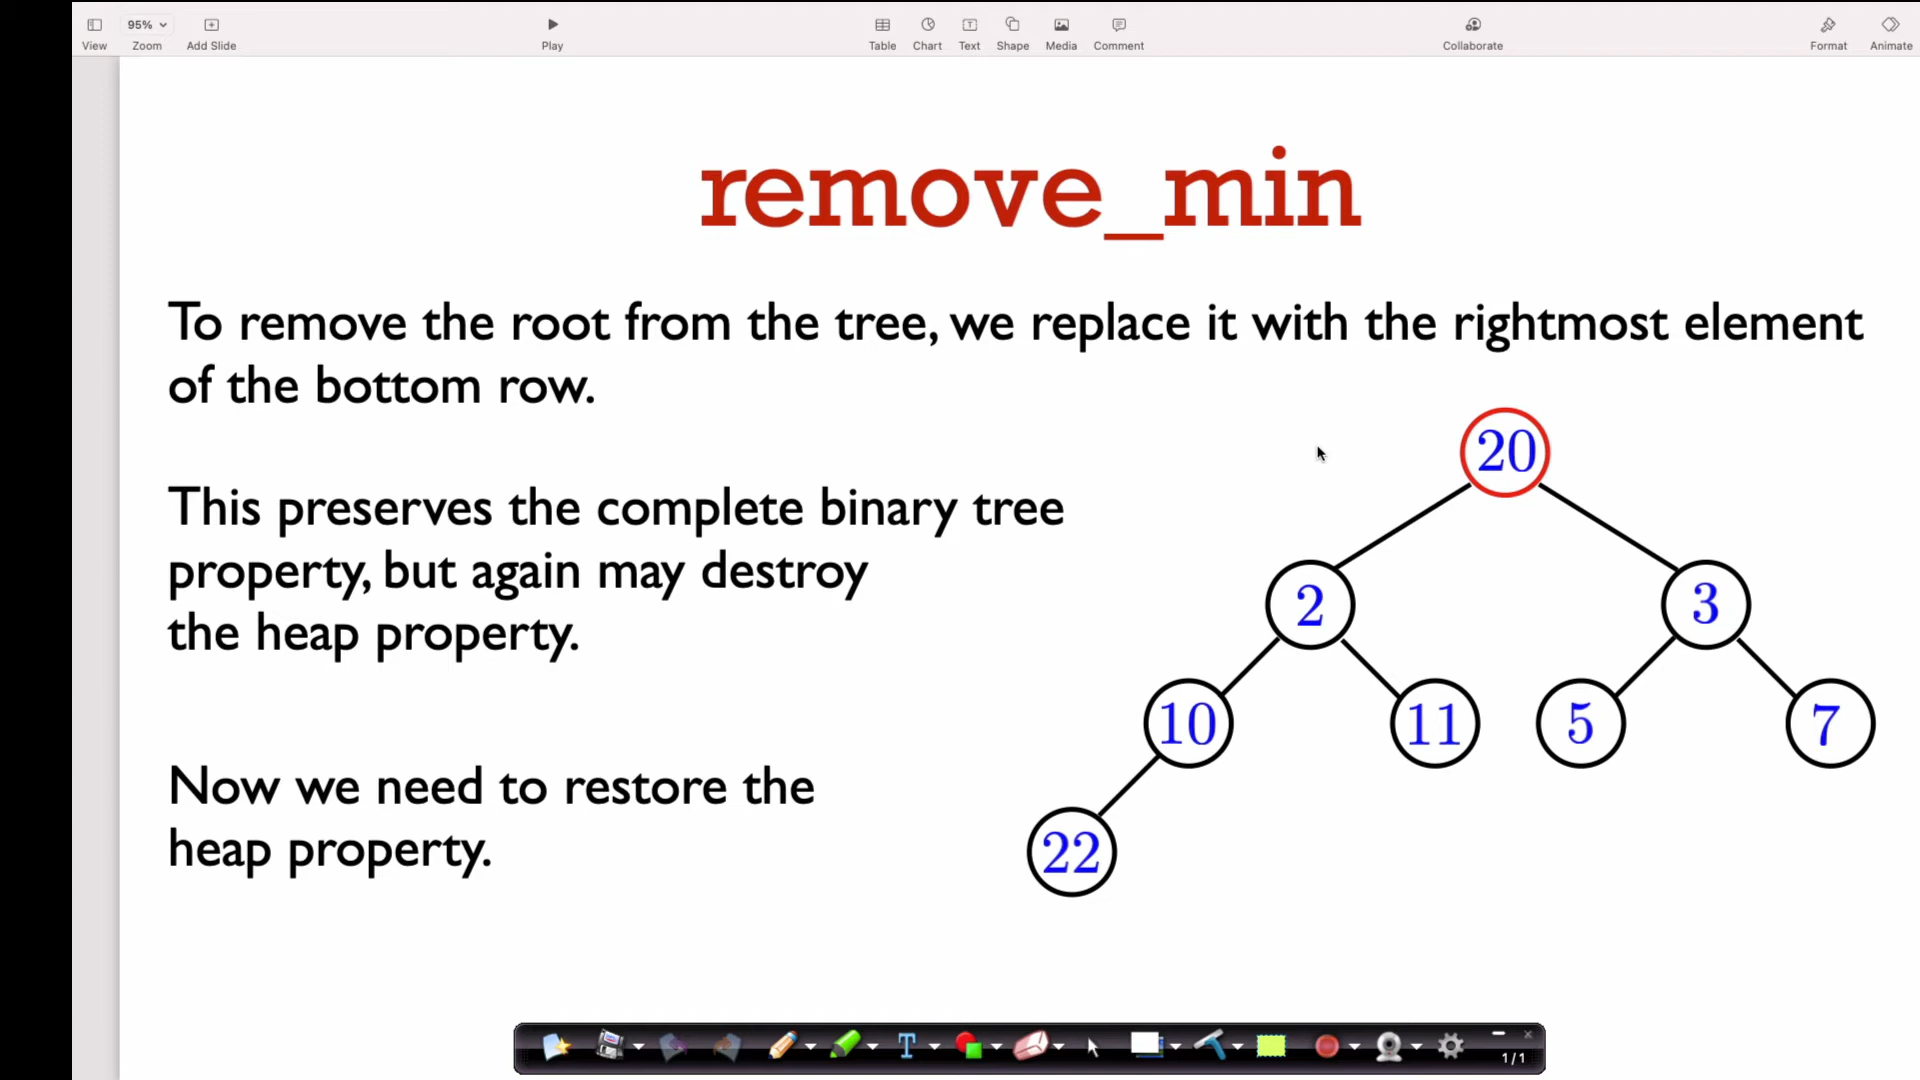 95%
View
Zoom
Add Slide
Play
Table
Chart
Text
Shape
Media
Comment
Collaborate
Format
Animate
remove_min
To remove the root from the tree, we replace it with the rightmost element
of the bottom row.
This preserves the complete binary tree
property, but again may destroy
the heap property.
Now we need to restore the
heap property.
20
2
3
10
11
5
7
22
T
1/1